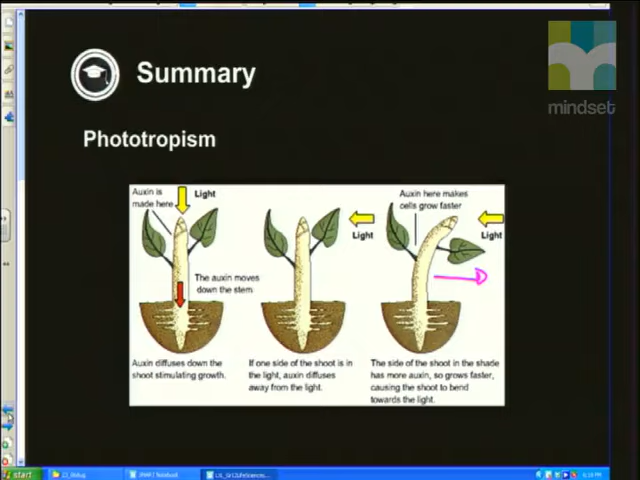 Summary
mindset
Phototropism
Auxin is
made here
Light
The auxin moves
down the stem
Auxin diffuses down the
shoot stimulating growth.
Light
If one side of the shoot is in
the light, auxin diffuses
away from the light.
Auxin here makes
cells grow faster
Light
The side of the shoot in the shade
has more auxin, so grows faster,
causing the shoot to bend
towards the light.
start
SMART Notebook